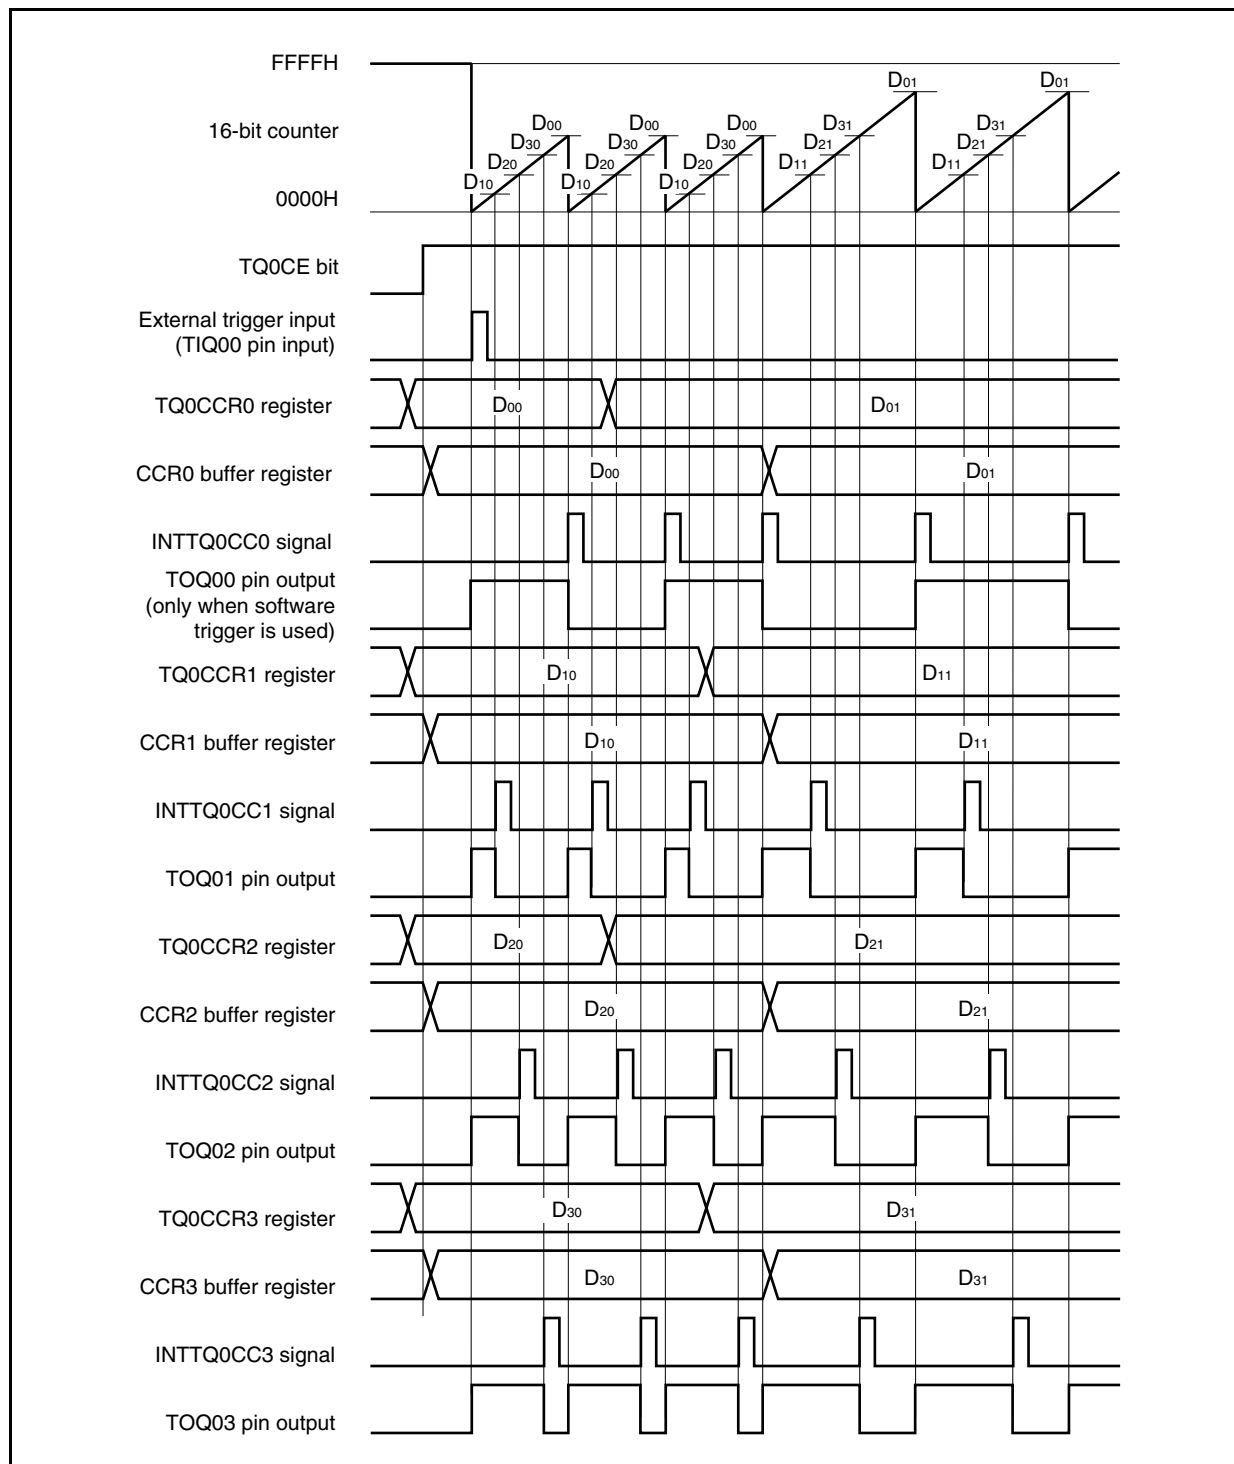 FFFFH
D01 D01
16-bit counter
D00 D00 D00 D31 D31
D30 D30 D30 D21 D21
D20 D20 D20 D11 D11
D10 D10 D10
0000H
TQ0CE bit
External trigger input
(TIQ00 pin input)
TQ0CCR0 register D00 D01
CCR0 buffer register D00 D01
INTTQ0CC0 signal
TOQ00 pin output
(only when software
trigger is used)
TQ0CCR1 register D10 D11
CCR1 buffer register D10 D11
INTTQ0CC1 signal
TOQ01 pin output
TQ0CCR2 register D20 D21
CCR2 buffer register D20 D21
INTTQ0CC2 signal
TOQ02 pin output
TQ0CCR3 register D30 D31
CCR3 buffer register D30 D31
INTTQ0CC3 signal
TOQ03 pin output